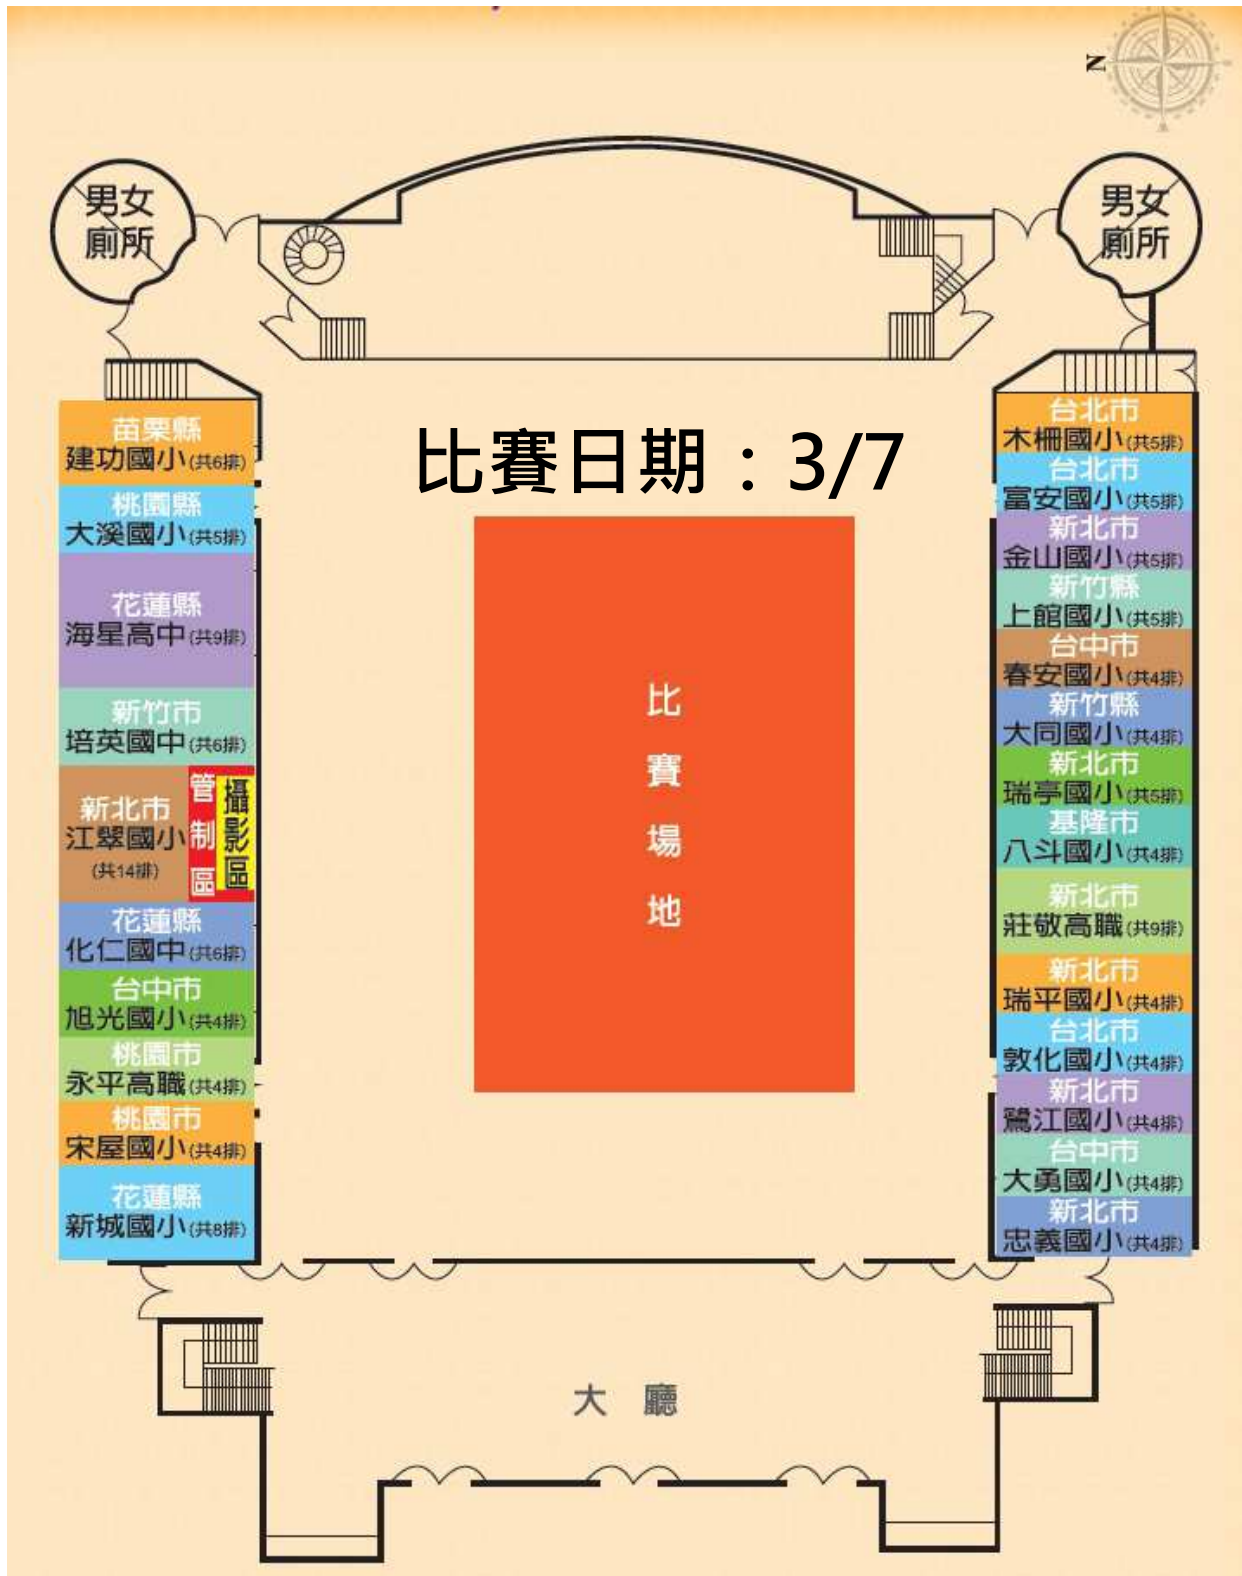 N
男女
廁所
男女
廁所
比賽日期：3/7
苗栗縣
建功國小(共6排)
桃園縣
大溪國小(共5排)
花蓮縣
海星高中(共9排)
新竹市
培英國中(共6排)
新北市
江翠國小
(共14排)
管制區
攝影區
花蓮縣
化仁國中(共6排)
台中市
旭光國小(共4排)
桃園市
永平高職(共4排)
桃園市
宋屋國小(共4排)
花蓮縣
新城國小(共8排)
比賽場地
台北市
木柵國小(共5排)
台北市
富安國小(共5排)
新北市
金山國小(共5排)
新竹縣
上館國小(共5排)
台中市
春安國小(共4排)
新竹縣
大同國小(共4排)
新北市
瑞亭國小(共5排)
基隆市
八斗國小(共4排)
新北市
莊敬高職(共9排)
新北市
瑞平國小(共4排)
台北市
敦化國小(共4排)
新北市
鷺江國小(共4排)
台中市
大勇國小(共4排)
新北市
忠義國小(共4排)
大廳